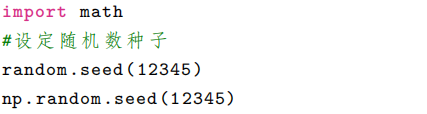 import math
#设定随机数种子
random.seed(12345)
np.random.seed(12345)